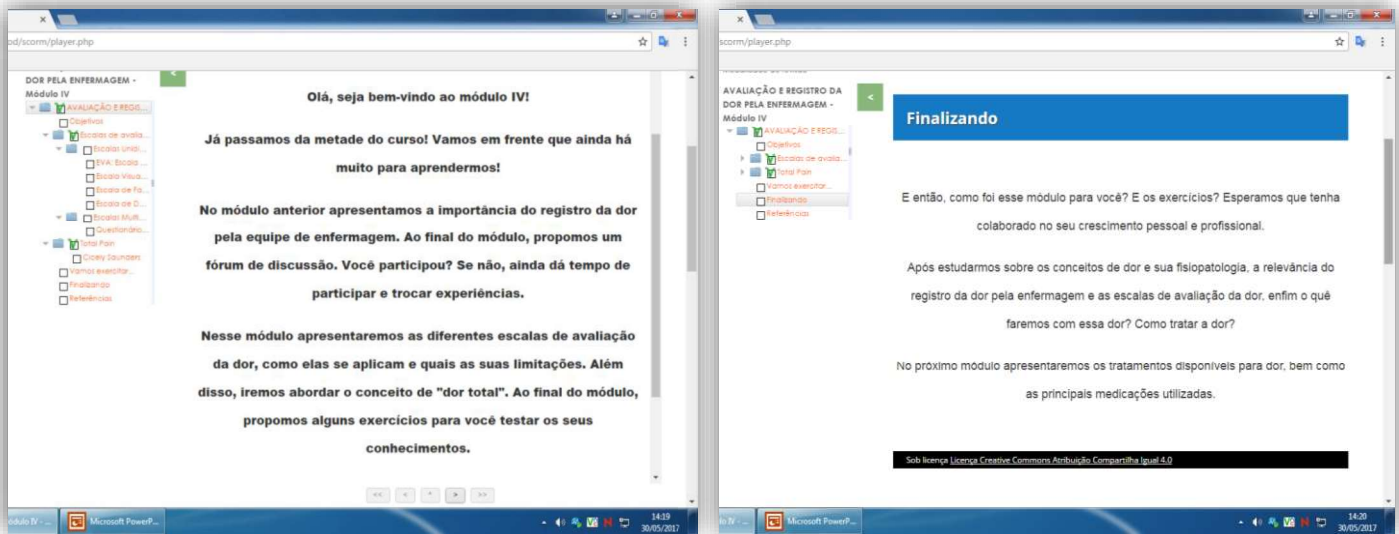 od/scorm/player.php
DOR PELA ENFERMAGEM -
Módulo IV
AVALIAÇÃO E REGIS...
Objetivos
Escalas de avalia...
Escalas Unidi...
EVA: Escala ...
Escala Visua...
Escala de Fa...
Escala de D...
Escalas Multi...
Questionário...
Total Pain
Cicely Saunders
Vamos exercitar...
Finalizando
Referências
<
Olá, seja bem-vindo ao módulo IV!
Já passamos da metade do curso! Vamos em frente que ainda há
muito para aprendermos!
No módulo anterior apresentamos a importância do registro da dor
pela equipe de enfermagem. Ao final do módulo, propomos um
fórum de discussão. Você participou? Se não, ainda dá tempo de
participar e trocar experiências.
Nesse módulo apresentaremos as diferentes escalas de avaliação
da dor, como elas se aplicam e quais as suas limitações. Além
disso, iremos abordar o conceito de "dor total". Ao final do módulo,
propomos alguns exercícios para você testar os seus
conhecimentos.
<< < ^ > >>
ódulo IV - ... Microsoft PowerP...
14:19
30/05/2017
scorm/player.php
AVALIAÇÃO E REGISTRO DA
DOR PELA ENFERMAGEM -
Módulo IV
AVALIAÇÃO E REGIS...
Objetivos
Escalas de avalia...
Total Pain
Vamos exercitar...
Finalizando
Referências
<
Finalizando
E então, como foi esse módulo para você? E os exercícios? Esperamos que tenha
colaborado no seu crescimento pessoal e profissional.
Após estudarmos sobre os conceitos de dor e sua fisiopatologia, a relevância do
registro da dor pela enfermagem e as escalas de avaliação da dor, enfim o quê
faremos com essa dor? Como tratar a dor?
No próximo módulo apresentaremos os tratamentos disponíveis para dor, bem como
as principais medicações utilizadas.
Sob licença Licença Creative Commons Atribuição Compartilha Igual 4.0
lo IV - ... Microsoft PowerP...
14:20
30/05/2017